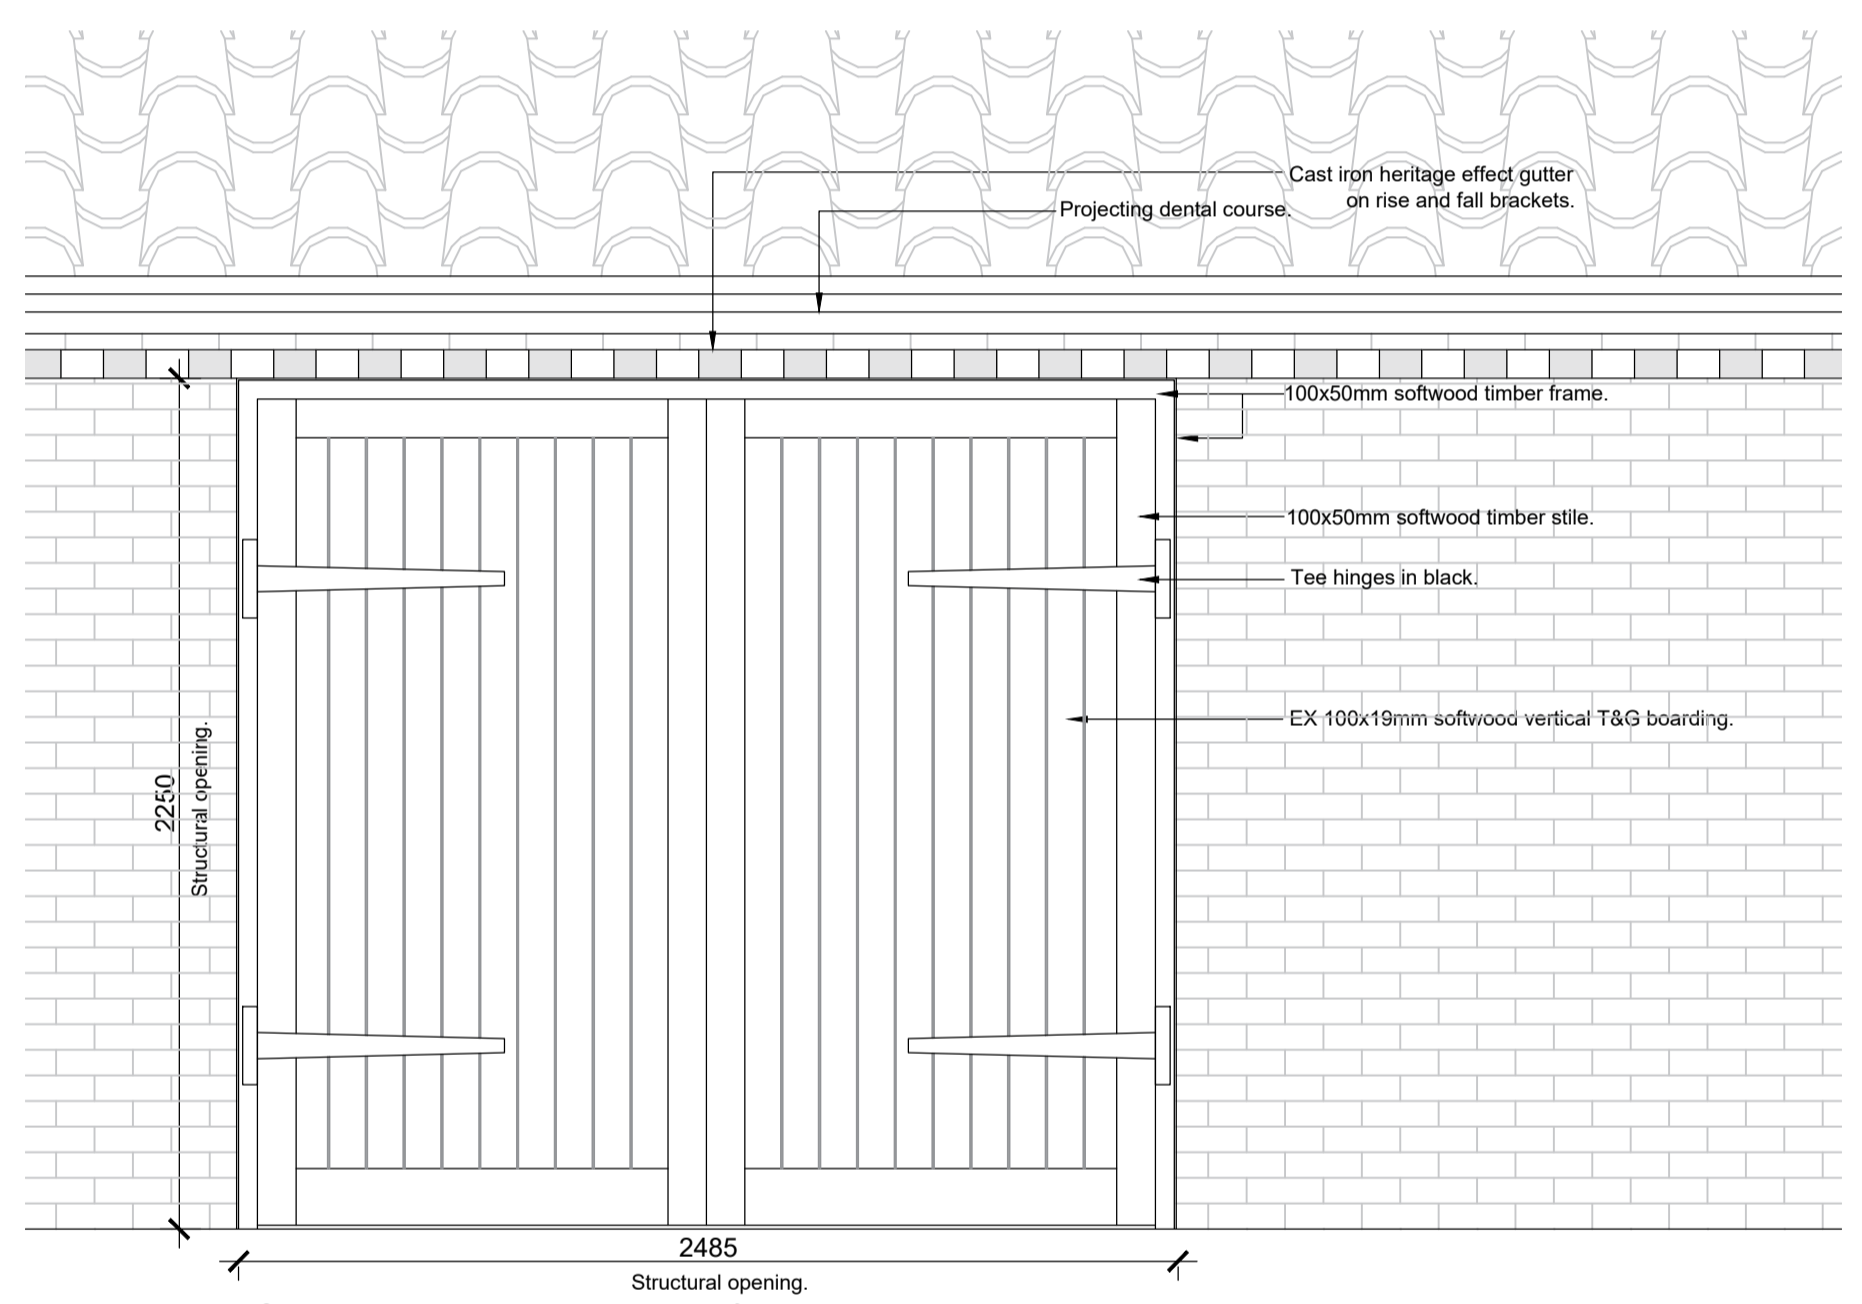 Cast iron heritage effect gutter
on rise and fall brackets.
Projecting dental course.
100x50mm softwood timber frame.
100x50mm softwood timber stile.
Tee hinges in black.
EX 100x19mm softwood vertical T&G boarding.
2250
Structural opening.
2485
Structural opening.